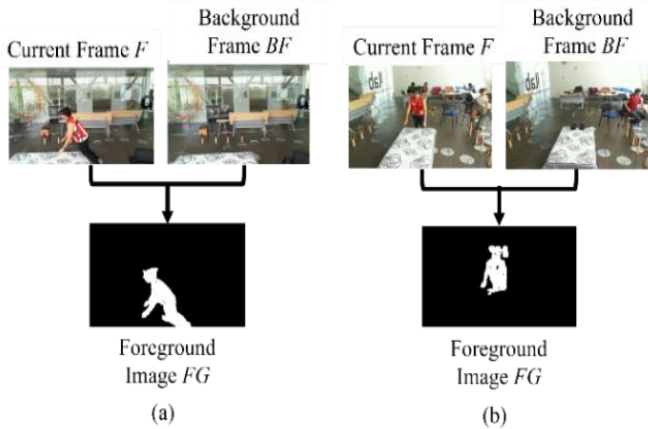 Current Frame F
Background
Frame BF
Current Frame F
Background
Frame BF
Foreground
Image FG
(a)
Foreground
Image FG
(b)